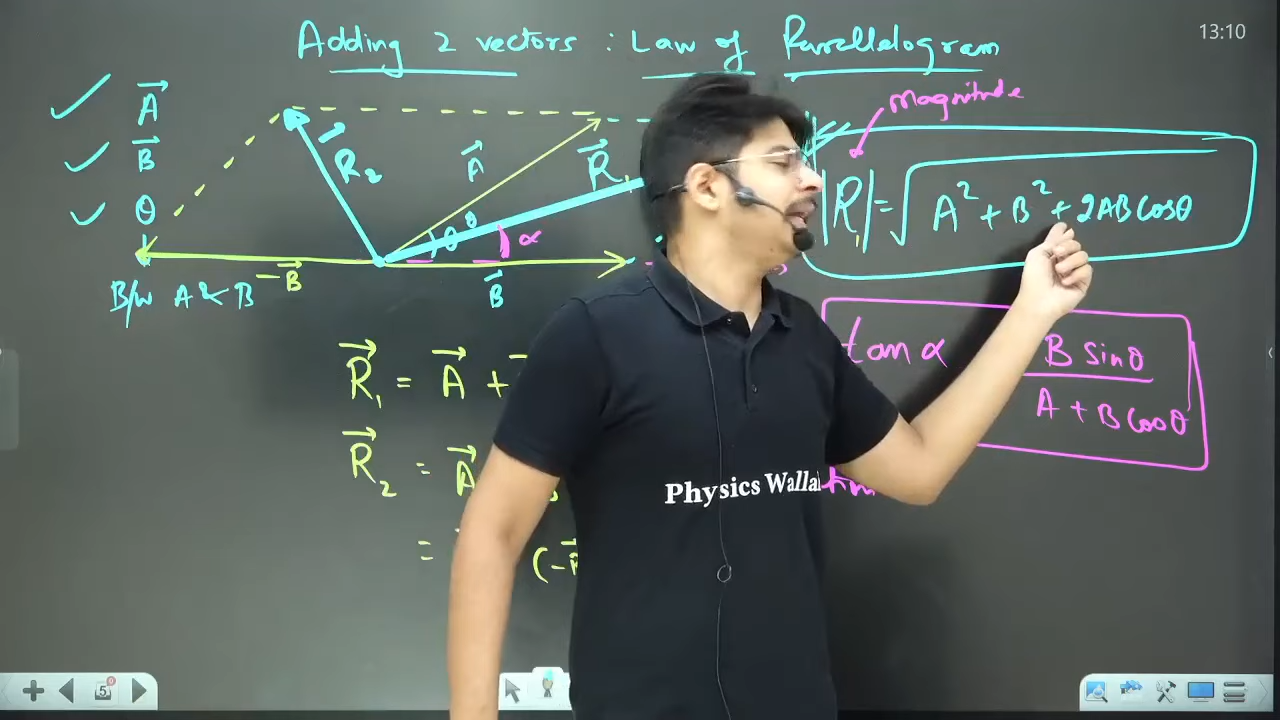 13:10
Adding 2 vectors : Law of Parallelogram
Magnitude
A
B
θ
R₂
A
R₁
θ
θ
α
|R₁| = √A² + B² + 2AB cosθ
-B
B
B/w A & B
tan α
B sinθ
A + B cosθ
R₁ = A +
R₂ = A
=
(-
Physics Walla
5